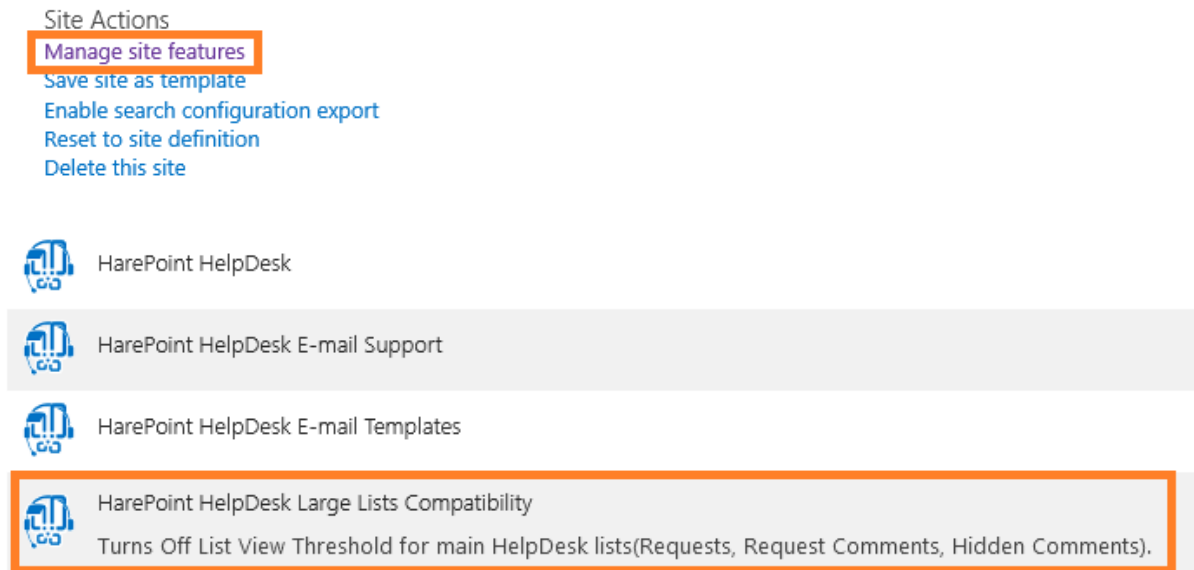 Site Actions
Manage site features
Save site as template
Enable search configuration export
Reset to site definition
Delete this site
HarePoint HelpDesk
HarePoint HelpDesk E-mail Support
HarePoint HelpDesk E-mail Templates
HarePoint HelpDesk Large Lists Compatibility
Turns Off List View Threshold for main HelpDesk lists(Requests, Request Comments, Hidden Comments).